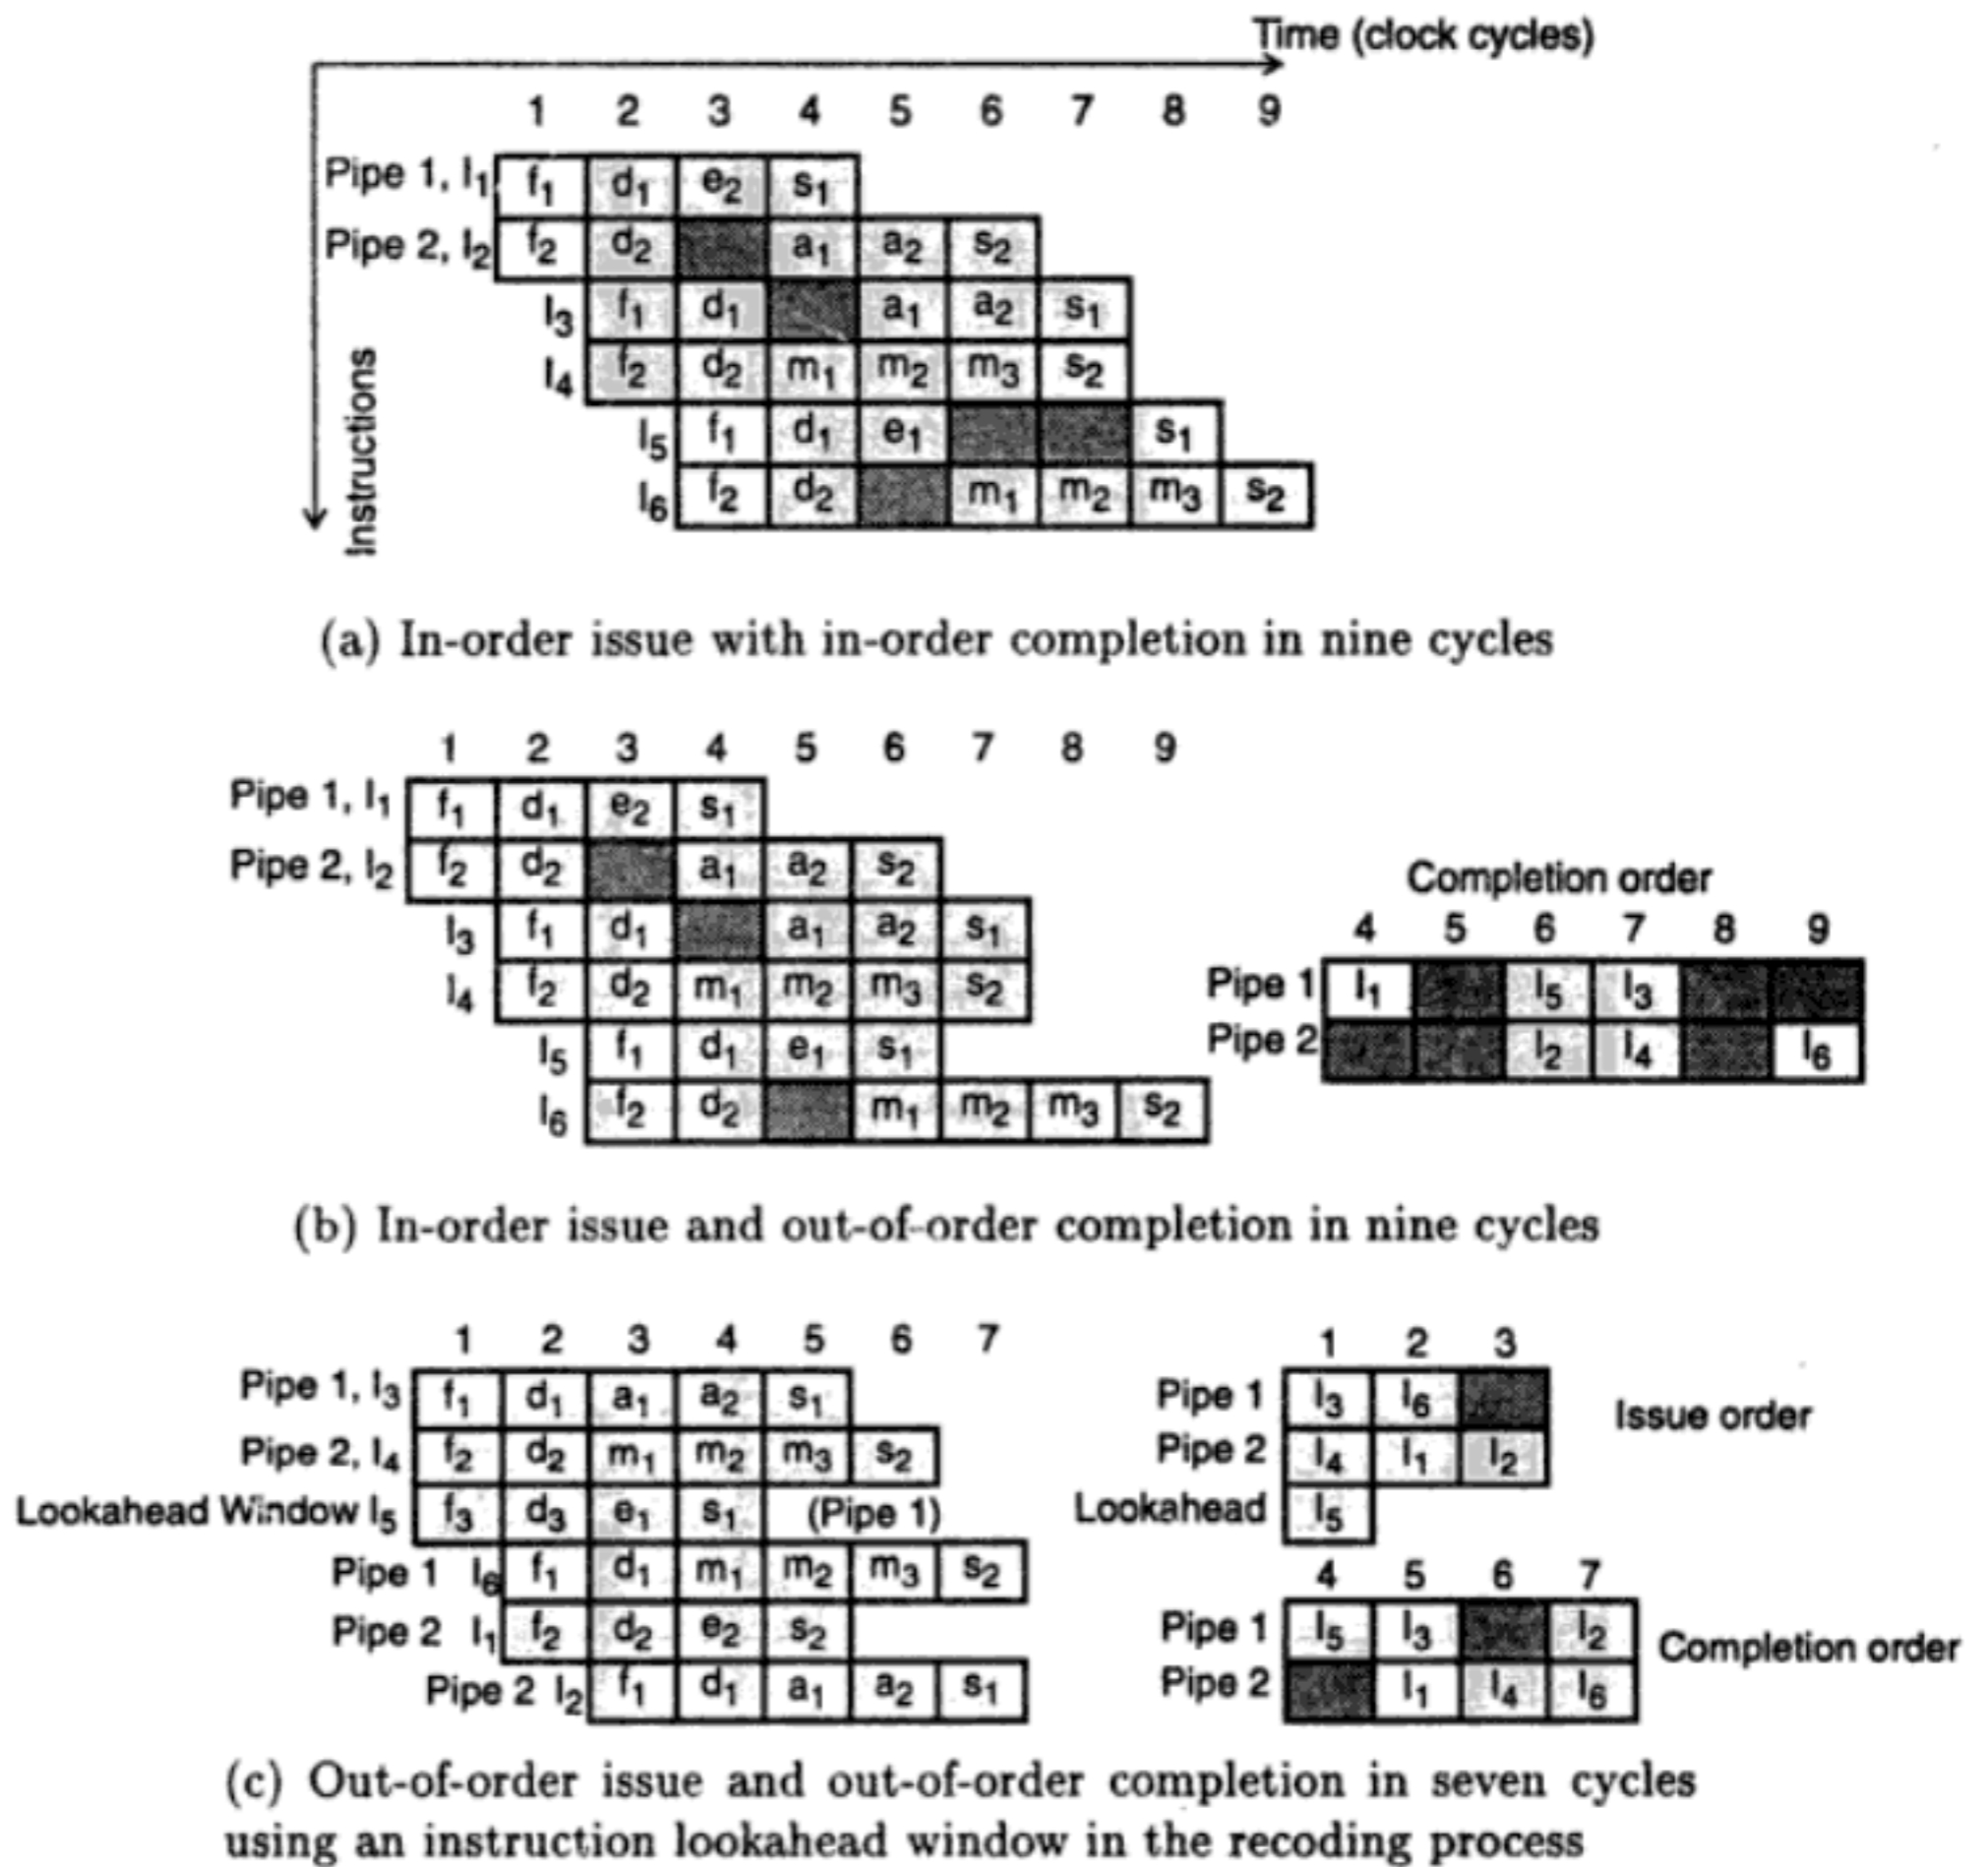 Time (clock cycles)
1 2 3 4 5 6 7 8 9
Pipe 1, I₁ f₁ d₁ e₂ s₁
Pipe 2, I₂ f₂ d₂ a₁ a₂ s₂
I₃ f₁ d₁ a₁ a₂ s₁
I₄ f₂ d₂ m₁ m₂ m₃ s₂
I₅ f₁ d₁ e₁ s₁
I₆ f₂ d₂ m₁ m₂ m₃ s₂
Instructions
(a) In-order issue with in-order completion in nine cycles
1 2 3 4 5 6 7 8 9
Pipe 1, I₁ f₁ d₁ e₂ s₁
Pipe 2, I₂ f₂ d₂ a₁ a₂ s₂
I₃ f₁ d₁ a₁ a₂ s₁
I₄ f₂ d₂ m₁ m₂ m₃ s₂
I₅ f₁ d₁ e₁ s₁
I₆ f₂ d₂ m₁ m₂ m₃ s₂
Completion order
4 5 6 7 8 9
Pipe 1 I₁ I₅ I₃
Pipe 2 I₂ I₄ I₆
(b) In-order issue and out-of-order completion in nine cycles
1 2 3 4 5 6 7
Pipe 1, I₃ f₁ d₁ a₁ a₂ s₁
Pipe 2, I₄ f₂ d₂ m₁ m₂ m₃ s₂
Lookahead Window I₅ f₃ d₃ e₁ s₁ (Pipe 1)
Pipe 1 I₆ f₁ d₁ m₁ m₂ m₃ s₂
Pipe 2 I₁ f₂ d₂ e₂ s₂
Pipe 2 I₂ f₁ d₁ a₁ a₂ s₁
1 2 3
Pipe 1 I₃ I₆
Pipe 2 I₄ I₁ I₂
Lookahead I₅
Issue order
4 5 6 7
Pipe 1 I₅ I₃ I₂
Pipe 2 I₁ I₄ I₆
Completion order
(c) Out-of-order issue and out-of-order completion in seven cycles
using an instruction lookahead window in the recoding process